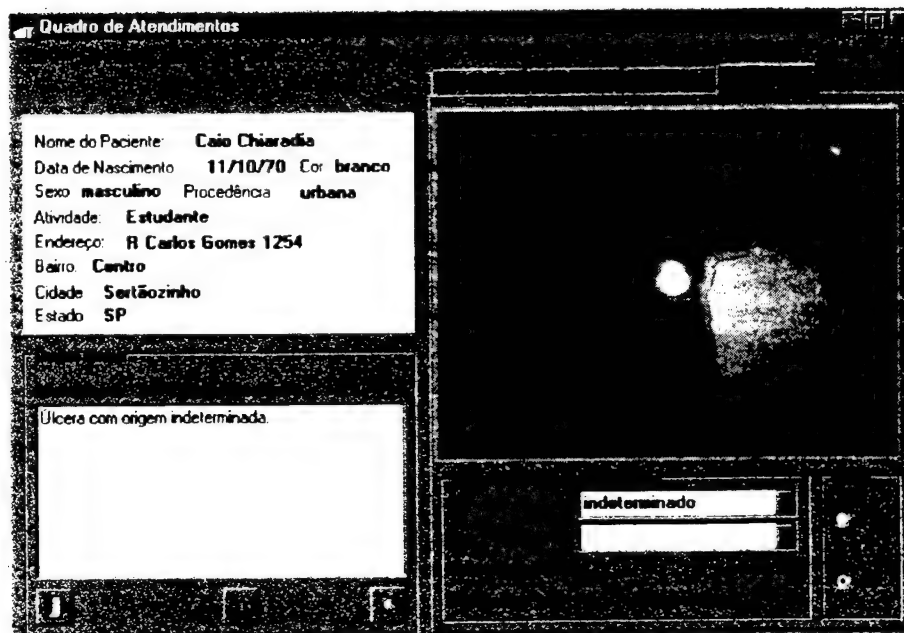 Quadro de Atendimentos
Nome do Paciente: Caio Chiaradia
Data de Nascimento 11/10/70 Cor branco
Sexo masculino Procedência urbana
Atividade: Estudante
Endereço: R Carlos Gomes 1254
Bairro: Centro
Cidade Sertãozinho
Estado SP
Úlcera com origem indeterminada.
indeterminado